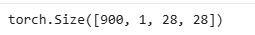 torch.Size([900, 1, 28, 28])